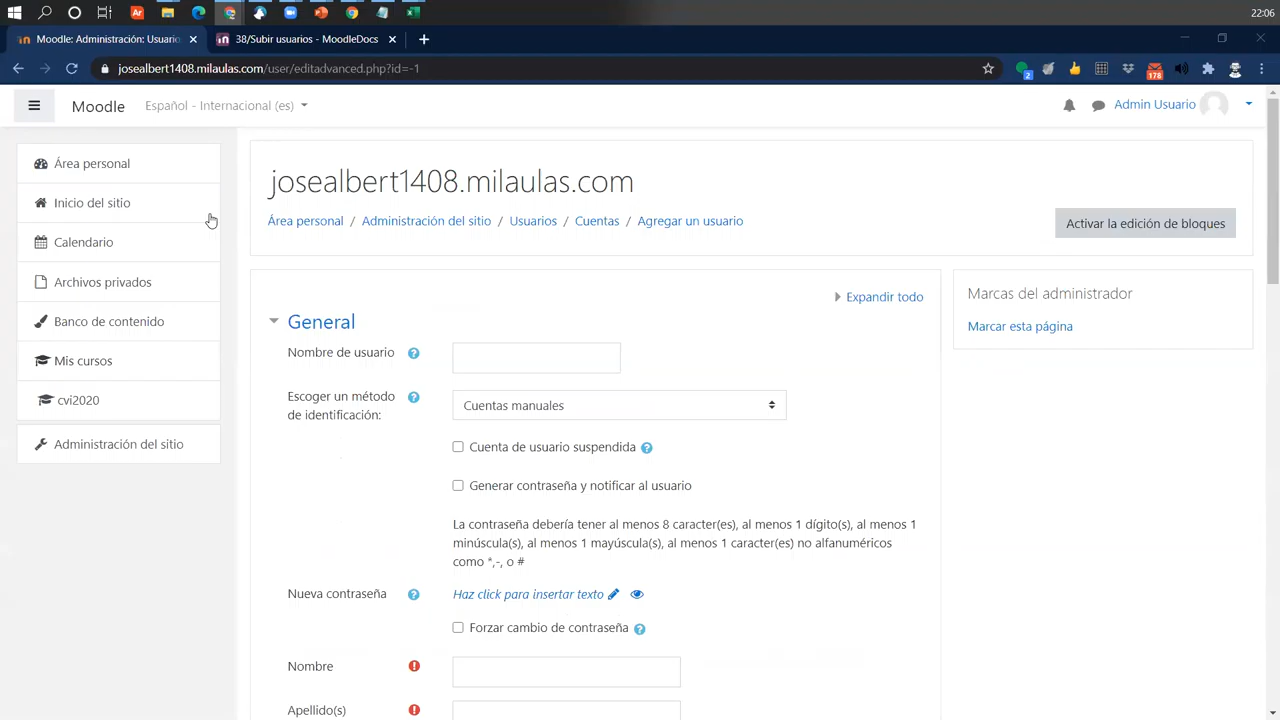 22:06
Moodle: Administración: Usuario
38/Subir usuarios - MoodleDocs
josealbert1408.milaulas.com/user/editadvanced.php?id=-1
2
178
Moodle
Español - Internacional (es)
Admin Usuario
Área personal
Inicio del sitio
Calendario
Archivos privados
Banco de contenido
Mis cursos
cvi2020
Administración del sitio
josealbert1408.milaulas.com
Área personal / Administración del sitio / Usuarios / Cuentas / Agregar un usuario
Activar la edición de bloques
Expandir todo
General
Nombre de usuario
Escoger un método
de identificación:
Cuentas manuales
Cuenta de usuario suspendida
Generar contraseña y notificar al usuario
La contraseña debería tener al menos 8 caracter(es), al menos 1 dígito(s), al menos 1
minúscula(s), al menos 1 mayúscula(s), al menos 1 caracter(es) no alfanuméricos
como *,-, o #
Nueva contraseña
Haz click para insertar texto
Forzar cambio de contraseña
Nombre
Apellido(s)
Marcas del administrador
Marcar esta página